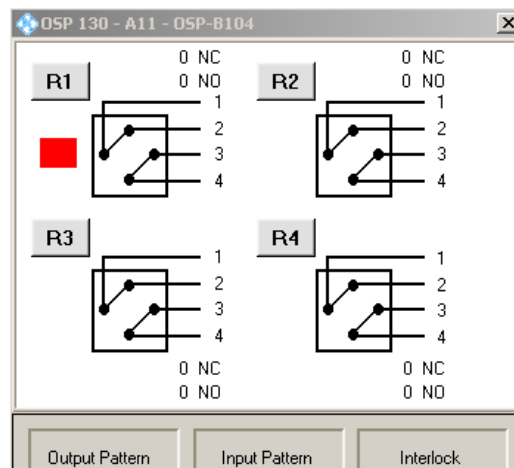 OSP 130 - A11 - OSP-B104
0 NC
0 NO
R1
1
2
3
4
0 NC
0 NO
R2
1
2
3
4
R3
1
2
3
4
0 NC
0 NO
R4
1
2
3
4
0 NC
0 NO
Output Pattern
Input Pattern
Interlock